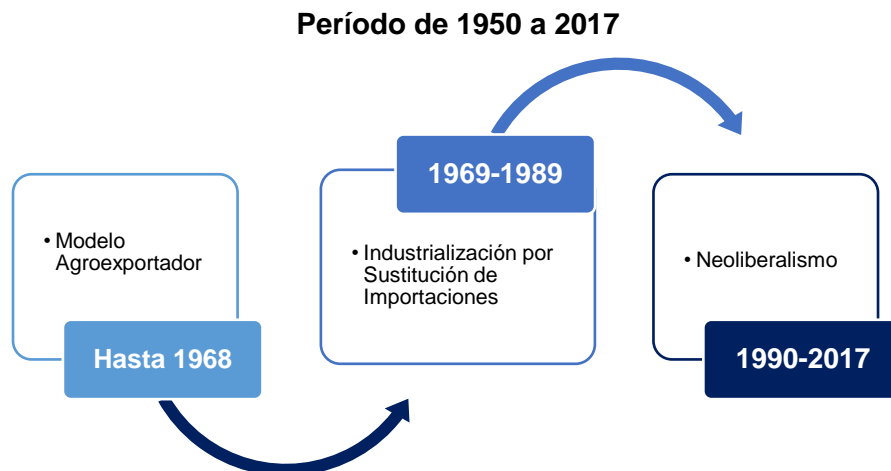 Período de 1950 a 2017
• Modelo
Agroexportador
Hasta 1968
1969-1989
• Industrialización por
Sustitución de
Importaciones
• Neoliberalismo
1990-2017